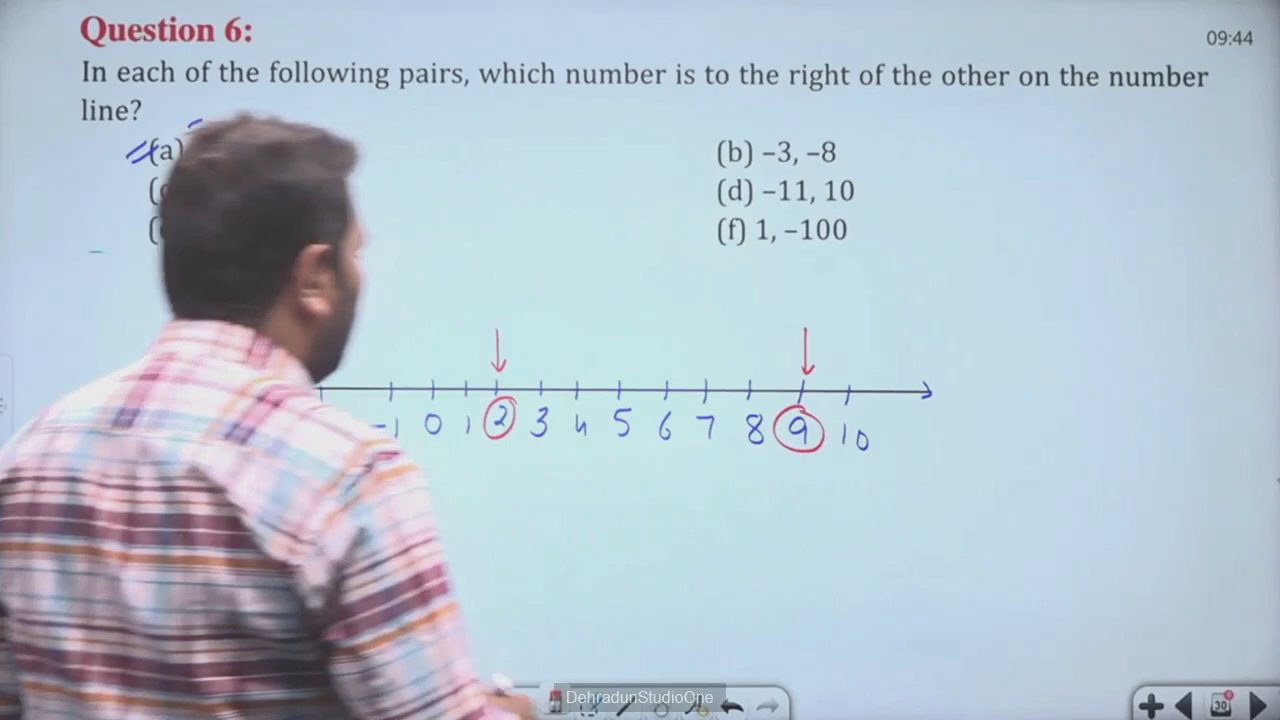 Question 6:
09:44
In each of the following pairs, which number is to the right of the other on the number
line?
(a)
(b) –3, –8
(d) –11, 10
(f) 1, –100
-1 0 1 2 3 4 5 6 7 8 9 10
DehradunStudioOne
30